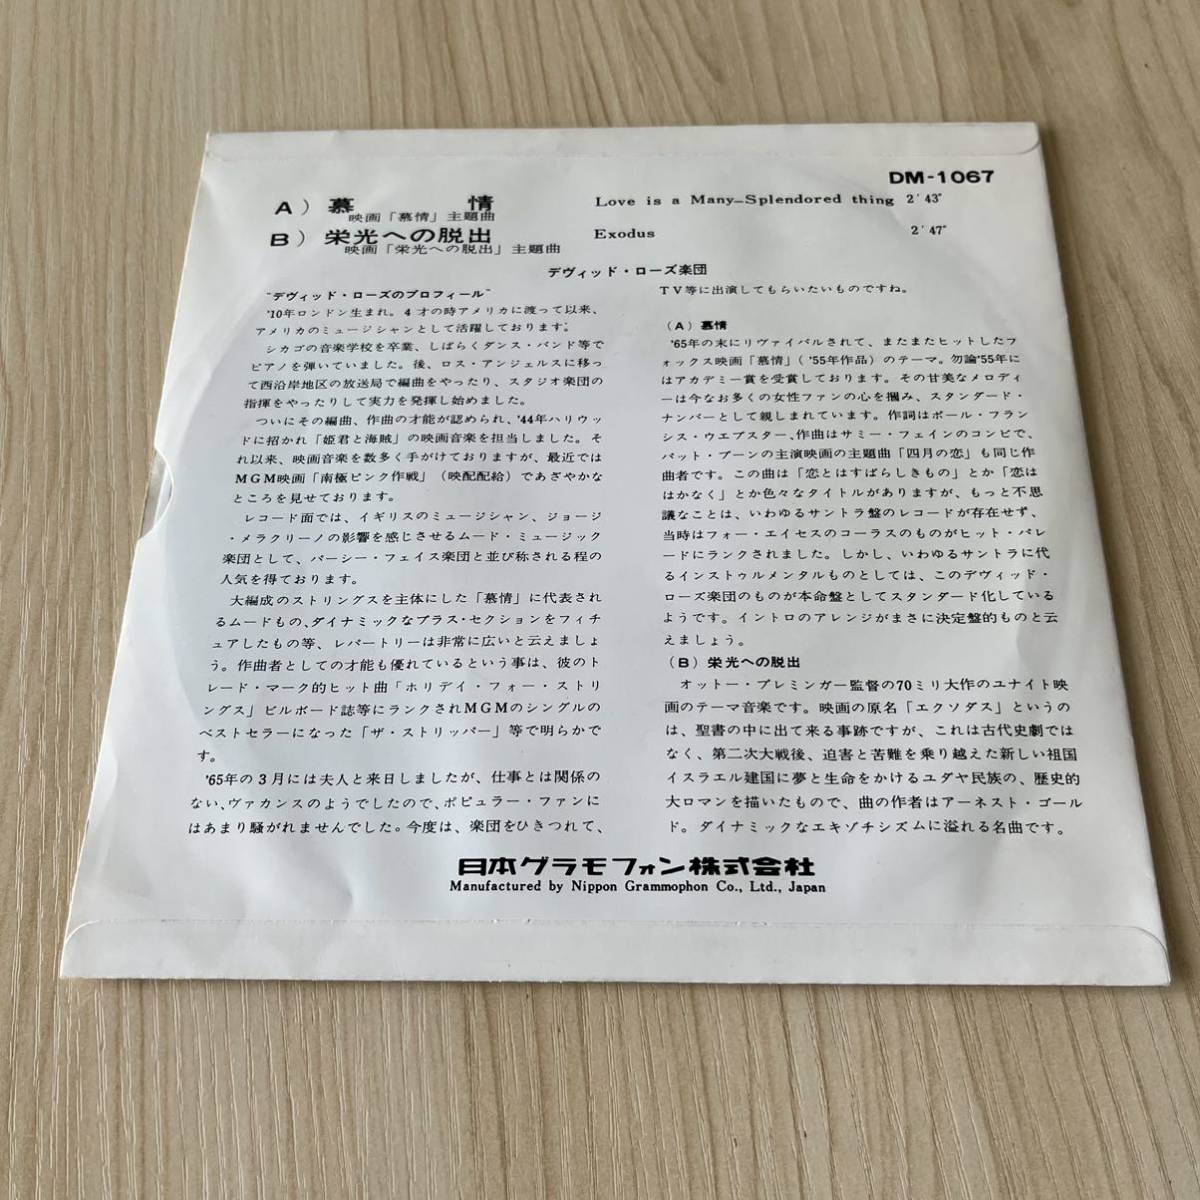 DM-1067
A) 慕　情 Love is a Many-Splendored thing 2'43"
映画「慕情」主題曲
B) 栄光への脱出 Exodus 2'47"
映画「栄光への脱出」主題曲
デヴィッド・ローズ楽団
"デヴィッド・ローズのプロフィール"
'10年ロンドン生まれ。4才の時アメリカに渡って以来、
アメリカのミュージシャンとして活躍しております。
シカゴの音楽学校を卒業、しばらくダンス・バンド等で
ピアノを弾いていました。後、ロス・アンジェルスに移っ
て西沿岸地区の放送局で編曲をやったり、スタジオ楽団の
指揮をやったりして実力を発揮し始めました。
ついにその編曲、作曲の才能が認められ、'44年ハリウッ
ドに招かれ「姫君と海賊」の映画音楽を担当しました。そ
れ以来、映画音楽を数多く手がけておりますが、最近では
MGM映画「南極ピンク作戦」(映配配給)であざやかな
ところを見せております。
レコード面では、イギリスのミュージシャン、ジョージ
・メラクリーノの影響を感じさせるムード・ミュージック
楽団として、パーシー・フェイス楽団と並び称される程の
人気を得ております。
大編成のストリングスを主体にした「慕情」に代表され
るムードもの、ダイナミックなブラス・セクションをフィチ
ュアしたもの等、レパートリーは非常に広いと云えましょ
う。作曲者としての才能も優れているという事は、彼のト
レード・マーク的ヒット曲「ホリデイ・フォー・ストリ
ングス」ビルボード誌等にランクされMGMのシングルの
ベストセラーになった「ザ・ストリッパー」等で明らかで
す。
'65年の3月には夫人と来日しましたが、仕事とは関係の
ない、ヴァカンスのようでしたので、ポピュラー・ファンに
はあまり騒がれませんでした。今度は、楽団をひきつれて、
TV等に出演してもらいたいものですね。
(A) 慕情
'65年の末にリヴァイバルされて、またまたヒットしたフ
ォックス映画「慕情」('55年作品)のテーマ。勿論'55年に
はアカデミー賞を受賞しております。その甘美なメロディ
ーは今なお多くの女性ファンの心を摑み、スタンダード・
ナンバーとして親しまれています。作詞はポール・フラン
シス・ウエブスター、作曲はサミー・フェインのコンビで、
パット・ブーンの主演映画の主題曲「四月の恋」も同じ作
曲者です。この曲は「恋とはすばらしきもの」とか「恋は
はかなく」とか色々なタイトルがありますが、もっと不思
議なことは、いわゆるサントラ盤のレコードが存在せず、
当時はフォー・エイセスのコーラスのものがヒット・パレ
ードにランクされました。しかし、いわゆるサントラに代
るインストゥルメンタルものとしては、このデヴィッド・
ローズ楽団のものが本命盤としてスタンダード化している
ようです。イントロのアレンジがまさに決定盤的ものと云
えましょう。
(B) 栄光への脱出
オットー・プレミンガー監督の70ミリ大作のユナイト映
画のテーマ音楽です。映画の原名「エクソダス」というの
は、聖書の中に出て来る事跡ですが、これは古代史劇では
なく、第二次大戦後、迫害と苦難を乗り越えた新しい祖国
イスラエル建国に夢と生命をかけるユダヤ民族の、歴史的
大ロマンを描いたもので、曲の作者はアーネスト・ゴール
ド。ダイナミックなエキゾチシズムに溢れる名曲です。
日本グラモフォン株式会社
Manufactured by Nippon Grammophon Co., Ltd., Japan